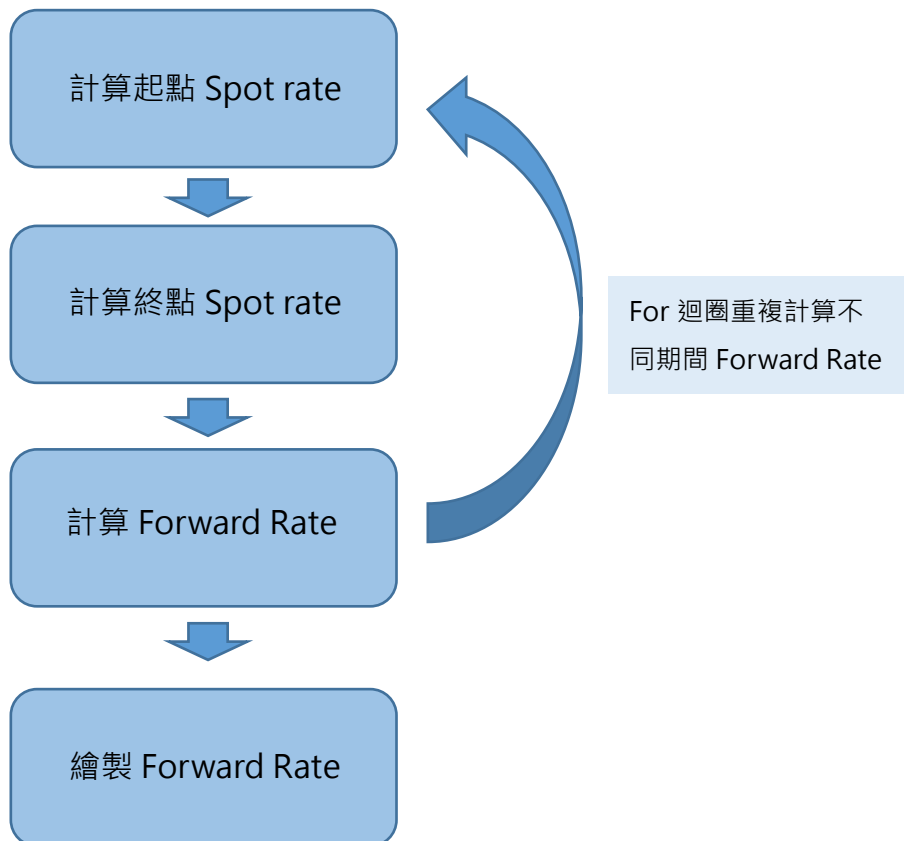 計算起點 Spot rate
計算終點 Spot rate
For 迴圈重複計算不
同期間 Forward Rate
計算 Forward Rate
繪製 Forward Rate